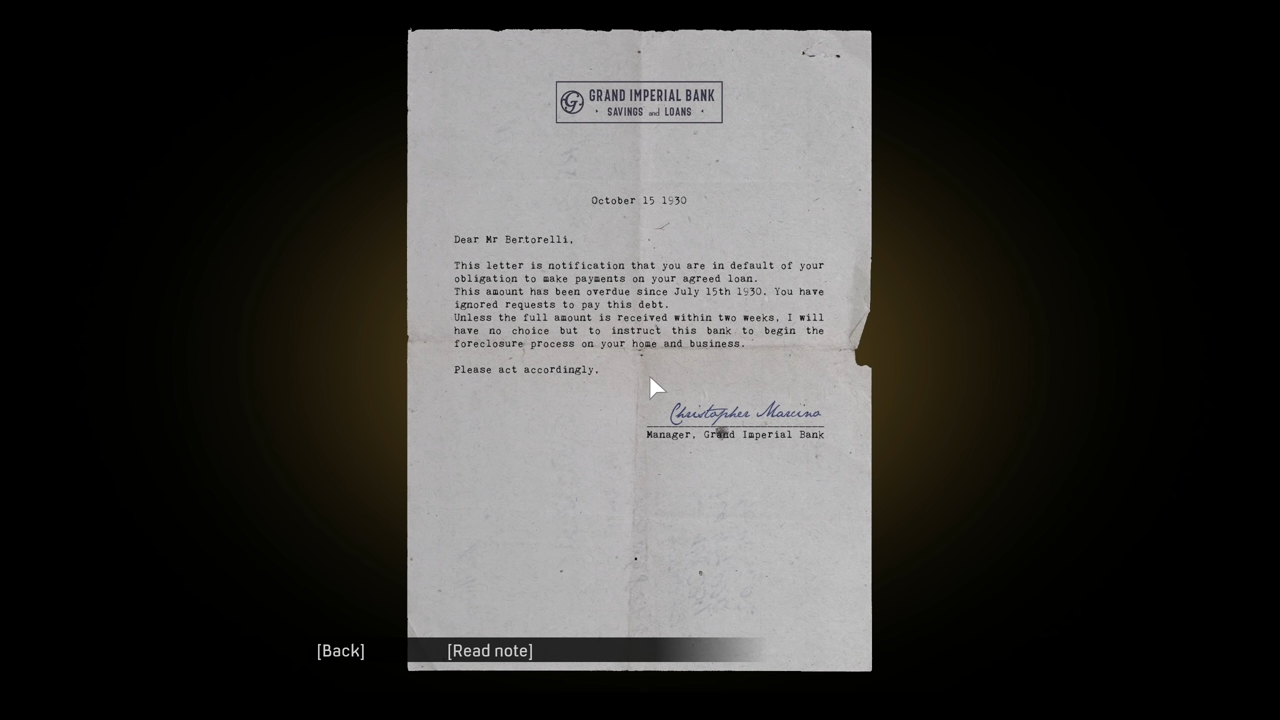 GRAND IMPERIAL BANK
SAVINGS and LOANS
October 15 1930
Dear Mr Bertorelli,
This letter is notification that you are in default of your
obligation to make payments on your agreed loan.
This amount has been overdue since July 15th 1930. You have
ignored requests to pay this debt.
Unless the full amount is received within two weeks, I will
have no choice but to instruct this bank to begin the
foreclosure process on your home and business.
Please act accordingly.
Christopher Marcino
Manager, Grand Imperial Bank
[Back] [Read note]